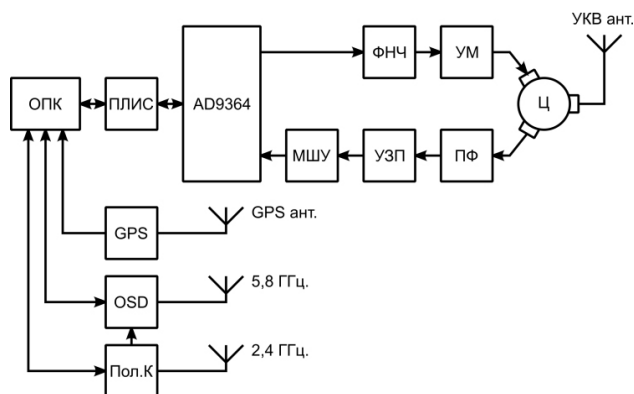 УКВ ант.
ФНЧ
УМ
ОПК
ПЛИС
AD9364
Ц
МШУ
УЗП
ПФ
GPS ант.
GPS
5,8 ГГц.
OSD
2,4 ГГц.
Пол.К